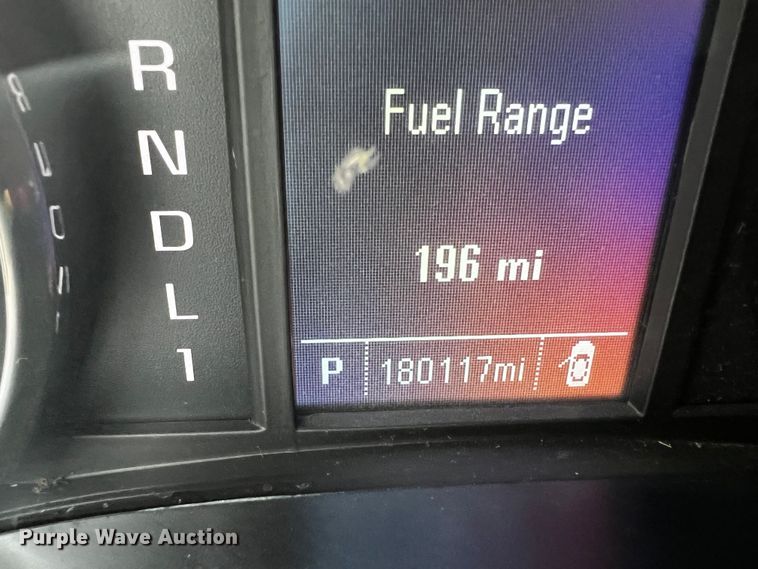 R
N
D
L
1
Fuel Range
196 mi
P 180117mi
Purple Wave Auction